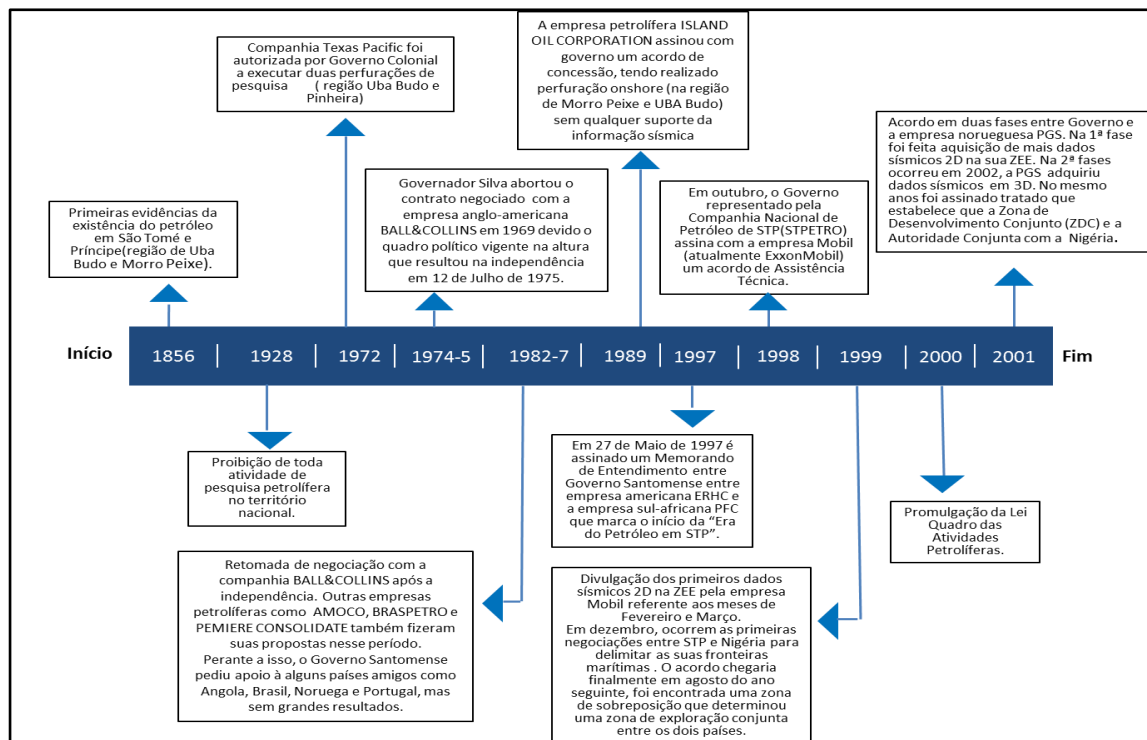 Companhia Texas Pacific foi
autorizada por Governo Colonial
a executar duas perfurações de
pesquisa ( região Uba Budo e
Pinheira)
A empresa petrolífera ISLAND
OIL CORPORATION assinou com
governo um acordo de
concessão, tendo realizado
perfuração onshore (na região
de Morro Peixe e UBA Budo)
sem qualquer suporte da
informação sísmica
Primeiras evidências da
existência do petróleo
em São Tomé e
Príncipe(região de Uba
Budo e Morro Peixe).
Governador Silva abortou o
contrato negociado com a
empresa anglo-americana
BALL&COLLINS em 1969 devido o
quadro político vigente na altura
que resultou na independência
em 12 de Julho de 1975.
Em outubro, o Governo
representado pela
Companhia Nacional de
Petróleo de STP(STPETRO)
assina com a empresa Mobil
(atualmente ExxonMobil)
um acordo de Assistência
Técnica.
Acordo em duas fases entre Governo e
a empresa norueguesa PGS. Na 1ª fase
foi feita aquisição de mais dados
sísmicos 2D na sua ZEE. Na 2ª fases
ocorreu em 2002, a PGS adquiriu
dados sísmicos em 3D. No mesmo
anos foi assinado tratado que
estabelece que a Zona de
Desenvolvimento Conjunto (ZDC) e a
Autoridade Conjunta com a Nigéria.
Início 1856 | 1928 | 1972 | 1974-5 | 1982-7 | 1989 | 1997 | 1998 | 1999 | 2000 | 2001 Fim
Proibição de toda
atividade de
pesquisa petrolífera
no território
nacional.
Retomada de negociação com a
companhia BALL&COLLINS após a
independência. Outras empresas
petrolíferas como AMOCO, BRASPETRO e
PEMIERE CONSOLIDATE também fizeram
suas propostas nesse período.
Perante a isso, o Governo Santomense
pediu apoio à alguns países amigos como
Angola, Brasil, Noruega e Portugal, mas
sem grandes resultados.
Em 27 de Maio de 1997 é
assinado um Memorando
de Entendimento entre
Governo Santomense entre
empresa americana ERHC e
a empresa sul-africana PFC
que marca o início da "Era
do Petróleo em STP".
Divulgação dos primeiros dados
sísmicos 2D na ZEE pela empresa
Mobil referente aos meses de
Fevereiro e Março.
Em dezembro, ocorrem as primeiras
negociações entre STP e Nigéria para
delimitar as suas fronteiras
marítimas . O acordo chegaria
finalmente em agosto do ano
seguinte, foi encontrada uma zona
de sobreposição que determinou
uma zona de exploração conjunta
entre os dois países.
Promulgação da Lei
Quadro das
Atividades
Petrolíferas.